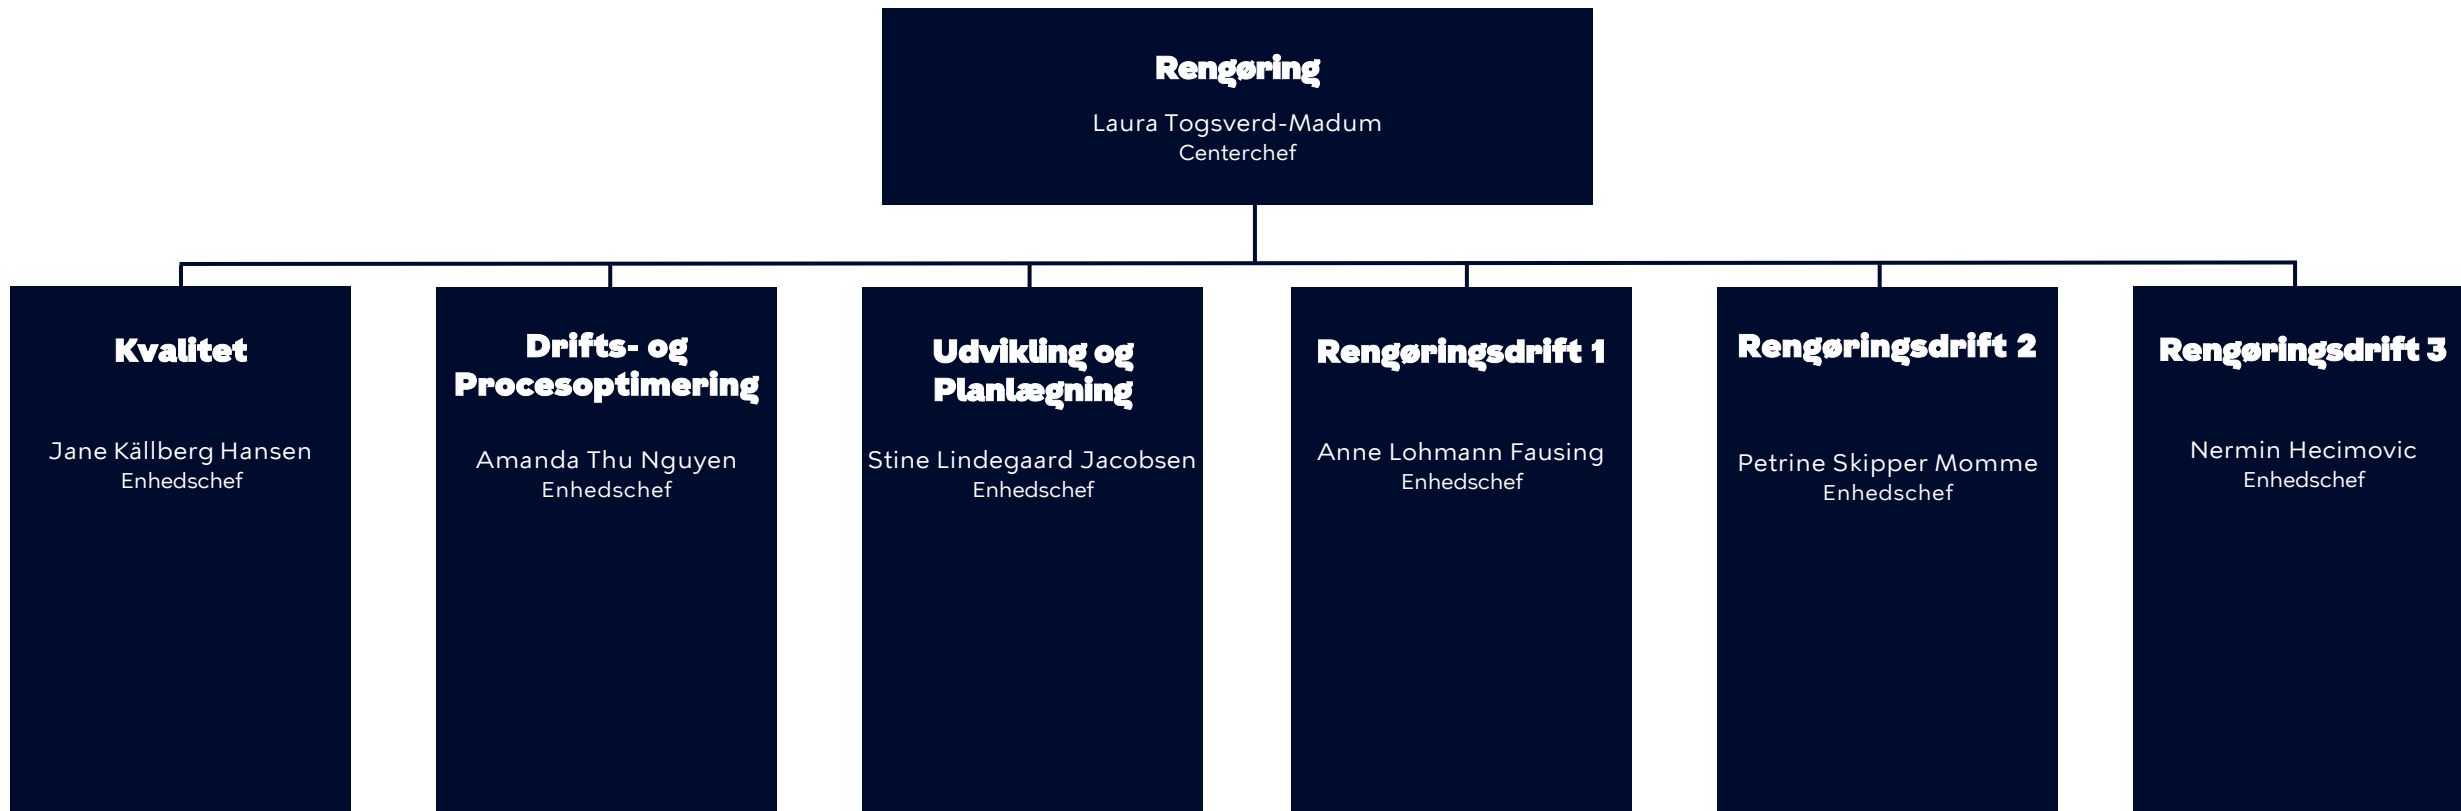 Rengøring
Laura Togsverd-Madum
Centerchef
Kvalitet
Jane Källberg Hansen
Enhedschef
Drifts- og
Procesoptimering
Amanda Thu Nguyen
Enhedschef
Udvikling og
Planlægning
Stine Lindegaard Jacobsen
Enhedschef
Rengøringsdrift 1
Anne Lohmann Fausing
Enhedschef
Rengøringsdrift 2
Petrine Skipper Momme
Enhedschef
Rengøringsdrift 3
Nermin Hecimovic
Enhedschef